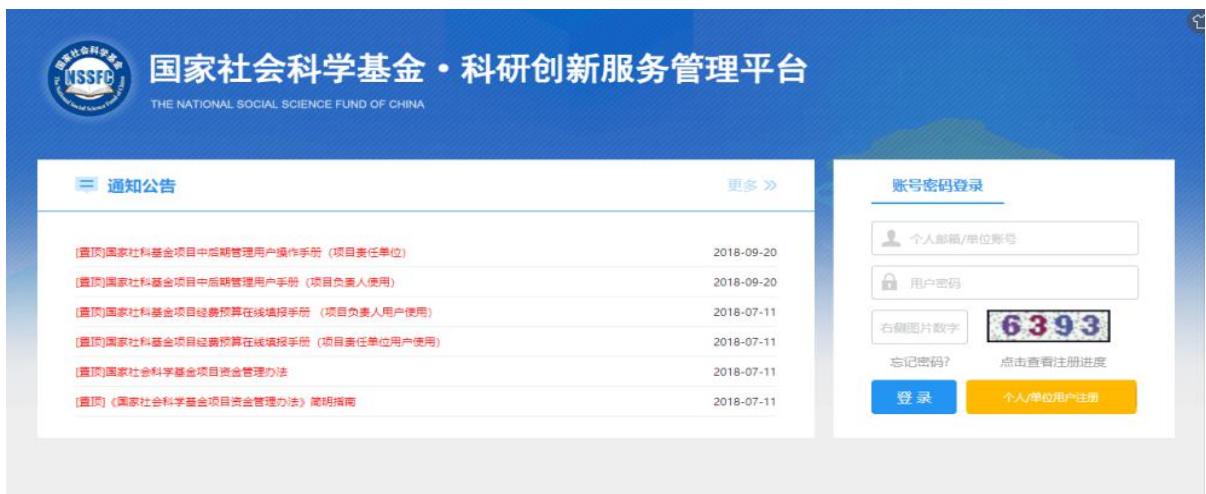 NSSFC
国家社会科学基金·科研创新服务管理平台
THE NATIONAL SOCIAL SCIENCE FUND OF CHINA
通知公告
更多
账号密码登录
[置顶]国家社科基金项目中后期管理用户操作手册（项目责任单位） 2018-09-20
[置顶]国家社科基金项目中后期管理用户手册（项目负责人使用） 2018-09-20
[置顶]国家社科基金项目经费预算在线填报手册 （项目负责人用户使用） 2018-07-11
[置顶]国家社科基金项目经费预算在线填报手册（项目责任单位用户使用） 2018-07-11
[置顶]国家社会科学基金项目资金管理办法 2018-07-11
[置顶]《国家社会科学基金项目资金管理办法》简明指南 2018-07-11
个人邮箱/单位账号
用户密码
右侧图片数字
6393
忘记密码?
点击查看注册进度
登录
个人/单位用户注册